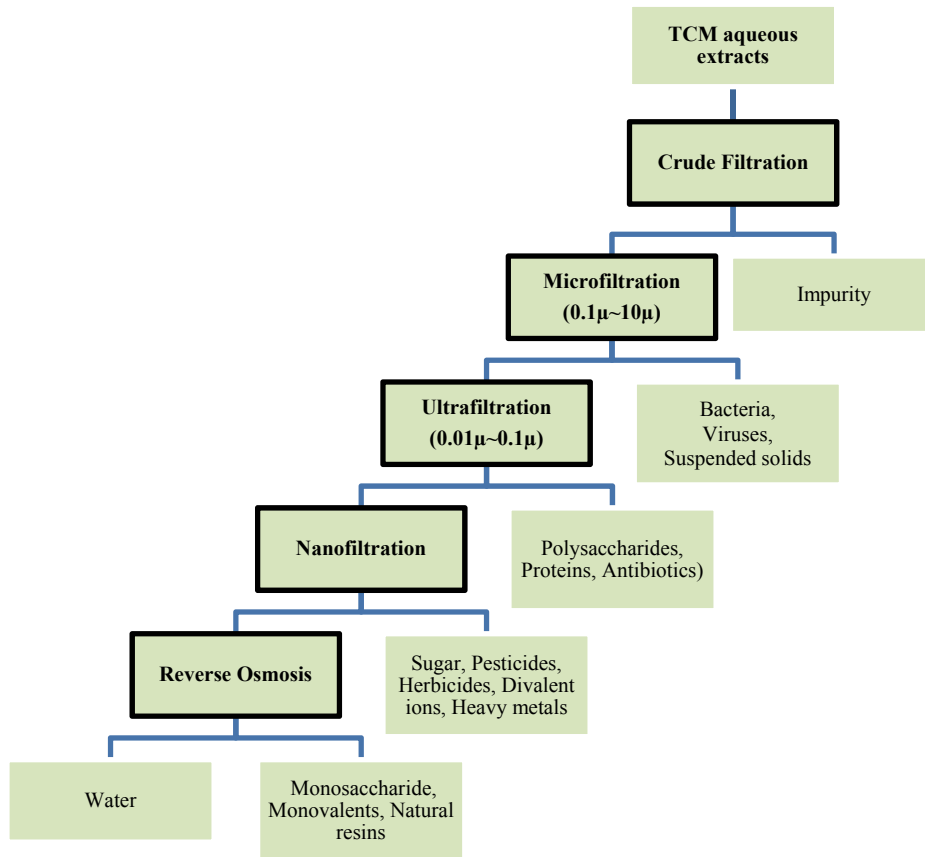 TCM aqueous
extracts
Crude Filtration
Microfiltration
(0.1μ~10μ)
Impurity
Ultrafiltration
(0.01μ~0.1μ)
Bacteria,
Viruses,
Suspended solids
Nanofiltration
Polysaccharides,
Proteins, Antibiotics)
Reverse Osmosis
Sugar, Pesticides,
Herbicides, Divalent
ions, Heavy metals
Water
Monosaccharide,
Monovalents, Natural
resins